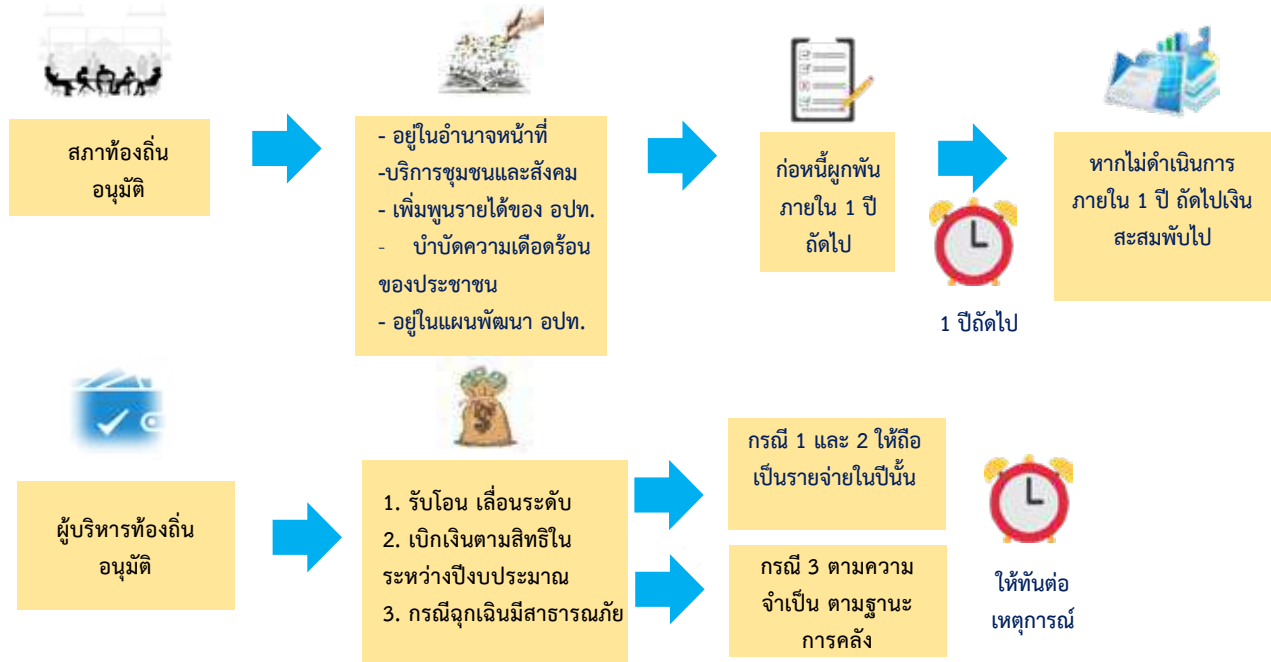 สภาท้องถิ่น
อนุมัติ
- อยู่ในอำนาจหน้าที่
-บริการชุมชนและสังคม
- เพิ่มพูนรายได้ของ อปท.
- บำบัดความเดือดร้อน
ของประชาชน
- อยู่ในแผนพัฒนา อปท.
ก่อหนี้ผูกพัน
ภายใน 1 ปี
ถัดไป
1 ปีถัดไป
หากไม่ดำเนินการ
ภายใน 1 ปี ถัดไปเงิน
สะสมพับไป
ผู้บริหารท้องถิ่น
อนุมัติ
1. รับโอน เลื่อนระดับ
2. เบิกเงินตามสิทธิใน
ระหว่างปีงบประมาณ
3. กรณีฉุกเฉินมีสาธารณภัย
กรณี 1 และ 2 ให้ถือ
เป็นรายจ่ายในปีนั้น
กรณี 3 ตามความ
จำเป็น ตามฐานะ
การคลัง
ให้ทันต่อ
เหตุการณ์